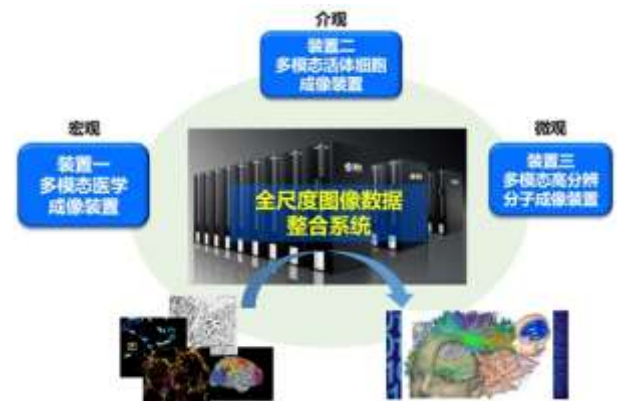 介观
装置二
多模态活体细胞
成像装置
宏观
装置一
多模态医学
成像装置
微观
装置三
多模态高分辨
分子成像装置
全尺度图像数据
整合系统